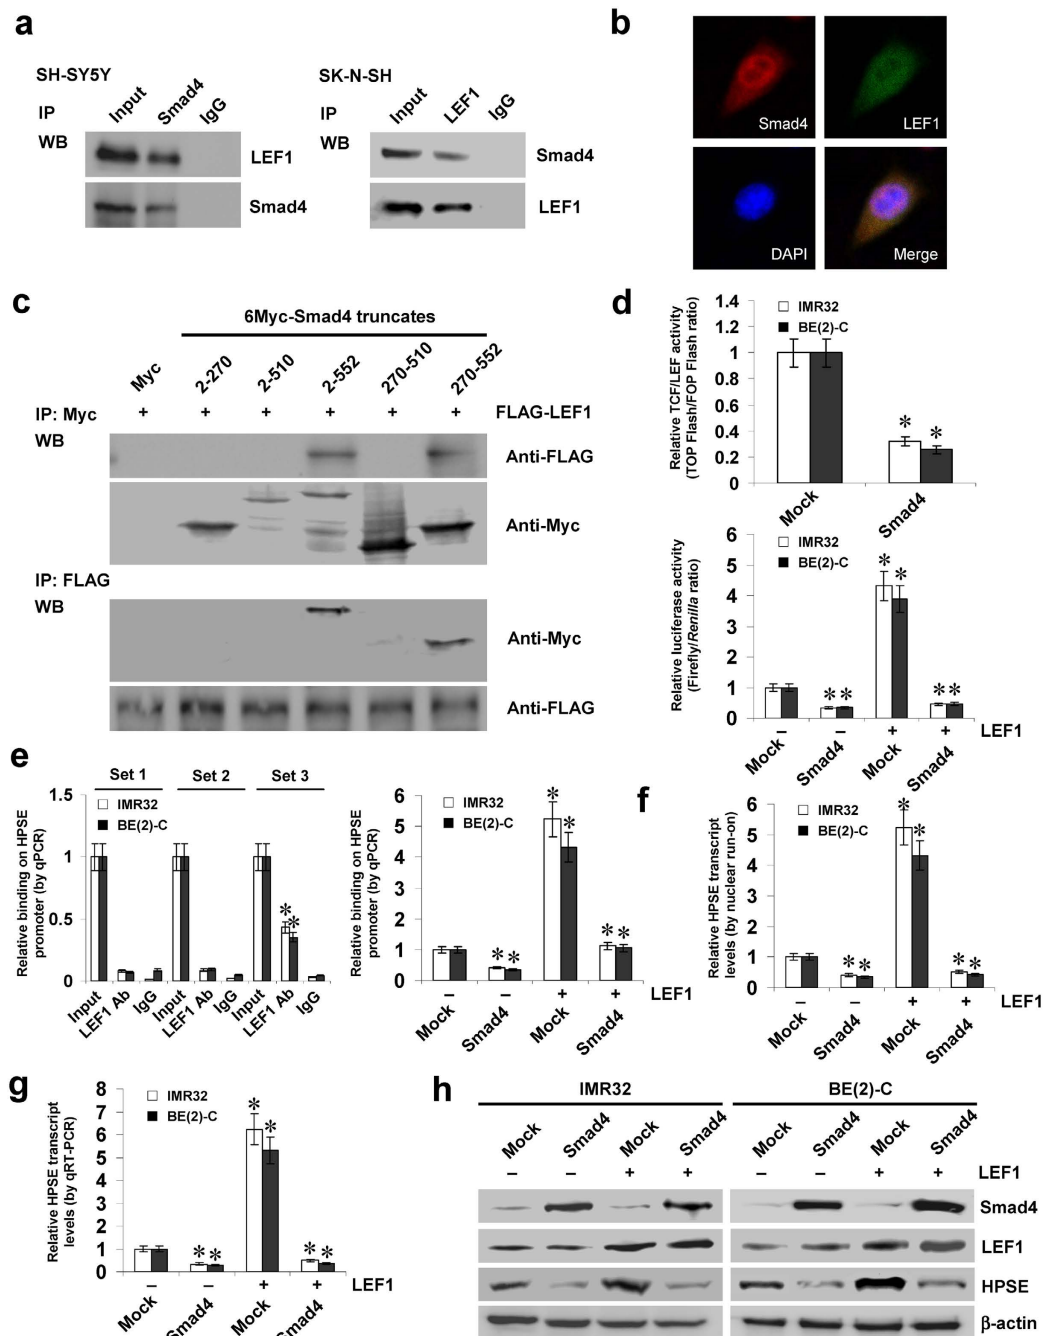 a
SH-SY5Y
IP
Input
Smad4
IgG
WB
LEF1
Smad4
SK-N-SH
IP
Input
LEF1
IgG
WB
Smad4
LEF1
b
Smad4
LEF1
DAPI
Merge
c
6Myc-Smad4 truncates
Myc
2-270
2-510
2-552
270-510
270-552
IP: Myc + + + + + + FLAG-LEF1
WB
Anti-FLAG
Anti-Myc
IP: FLAG
WB
Anti-Myc
Anti-FLAG
d
Relative TCF/LEF activity
(TOP Flash/FOP Flash ratio)
1.4
1.2
1
0.8
0.6
0.4
0.2
0
IMR32
BE(2)-C
* *
Mock
Smad4
Relative luciferase activity
(Firefly/Renilla ratio)
6
5
4
3
2
1
0
IMR32
BE(2)-C
** ** **
– – + + LEF1
Mock
Smad4
Mock
Smad4
e
Set 1
Set 2
Set 3
Relative binding on HPSE
promoter (by qPCR)
1.5
1
0.5
0
IMR32
BE(2)-C
**
Input
LEF1 Ab
IgG
Input
LEF1 Ab
IgG
Input
LEF1 Ab
IgG
Relative binding on HPSE
promoter (by qPCR)
6
5
4
3
2
1
0
IMR32
BE(2)-C
** ** **
– – + + LEF1
Mock
Smad4
Mock
Smad4
f
Relative HPSE transcript
levels (by nuclear run-on)
6
5
4
3
2
1
0
IMR32
BE(2)-C
** ** **
– – + + LEF1
Mock
Smad4
Mock
Smad4
g
Relative HPSE transcript
levels (by qRT-PCR)
8
7
6
5
4
3
2
1
0
IMR32
BE(2)-C
** ** **
– – + + LEF1
Mock
Smad4
Mock
Smad4
h
IMR32
BE(2)-C
Mock
Smad4
Mock
Smad4
Mock
Smad4
Mock
Smad4
– – + + – – + + LEF1
Smad4
LEF1
HPSE
β-actin